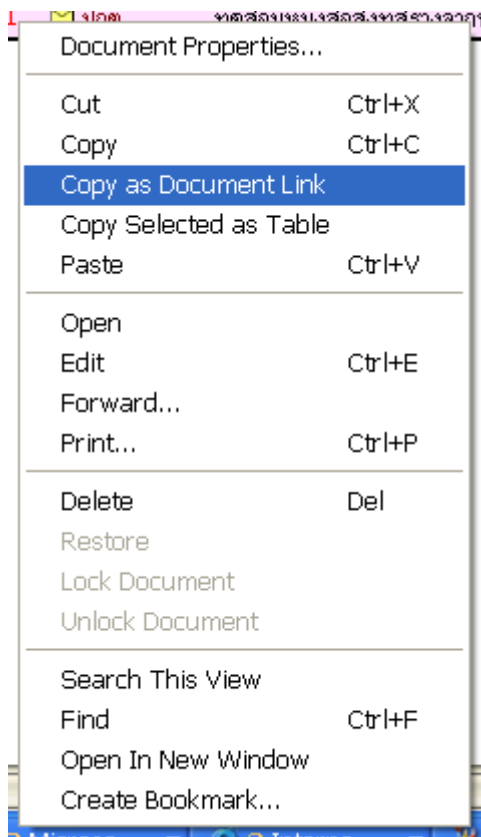 Document Properties...
Cut Ctrl+X
Copy Ctrl+C
Copy as Document Link
Copy Selected as Table
Paste Ctrl+V
Open
Edit Ctrl+E
Forward...
Print... Ctrl+P
Delete Del
Restore
Lock Document
Unlock Document
Search This View
Find Ctrl+F
Open In New Window
Create Bookmark...